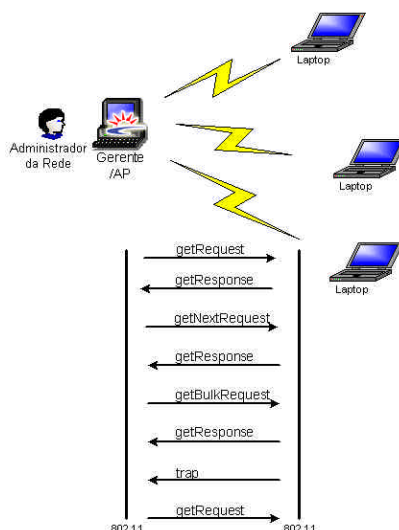 Laptop
Administrador
da Rede
Gerente
/AP
Laptop
Laptop
getRequest
getResponse
getNextRequest
getResponse
getBulkRequest
getResponse
trap
getRequest
802.11
802.11